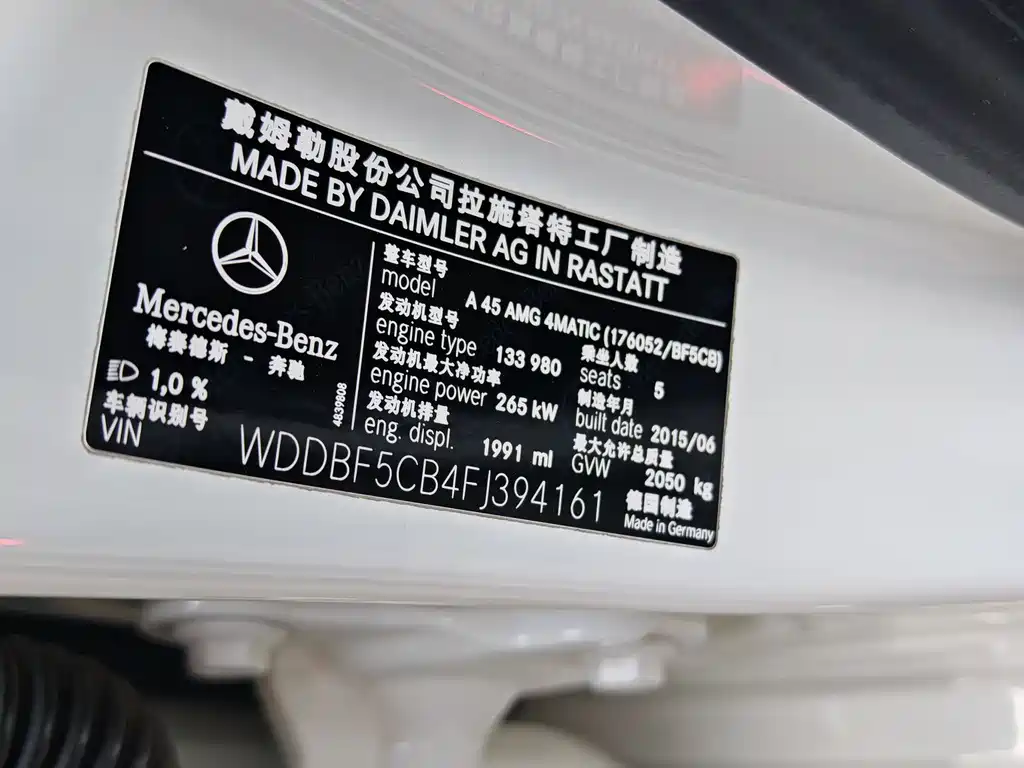 戴姆勒股份公司拉施塔特工厂制造
MADE BY DAIMLER AG IN RASTATT
Mercedes-Benz
梅赛德斯 - 奔驰
1,0 %
4839808
整车型号
model A 45 AMG 4MATIC (176052/BF5CB)
发动机型号
engine type 133 980
乘坐人数
seats 5
发动机最大净功率
engine power 265 kW
制造年月
built date 2015/06
发动机排量
eng. displ. 1991 ml
最大允许总质量
GVW 2050 kg
车辆识别号
VIN WDDBF5CB4FJ394161
德国制造
Made in Germany